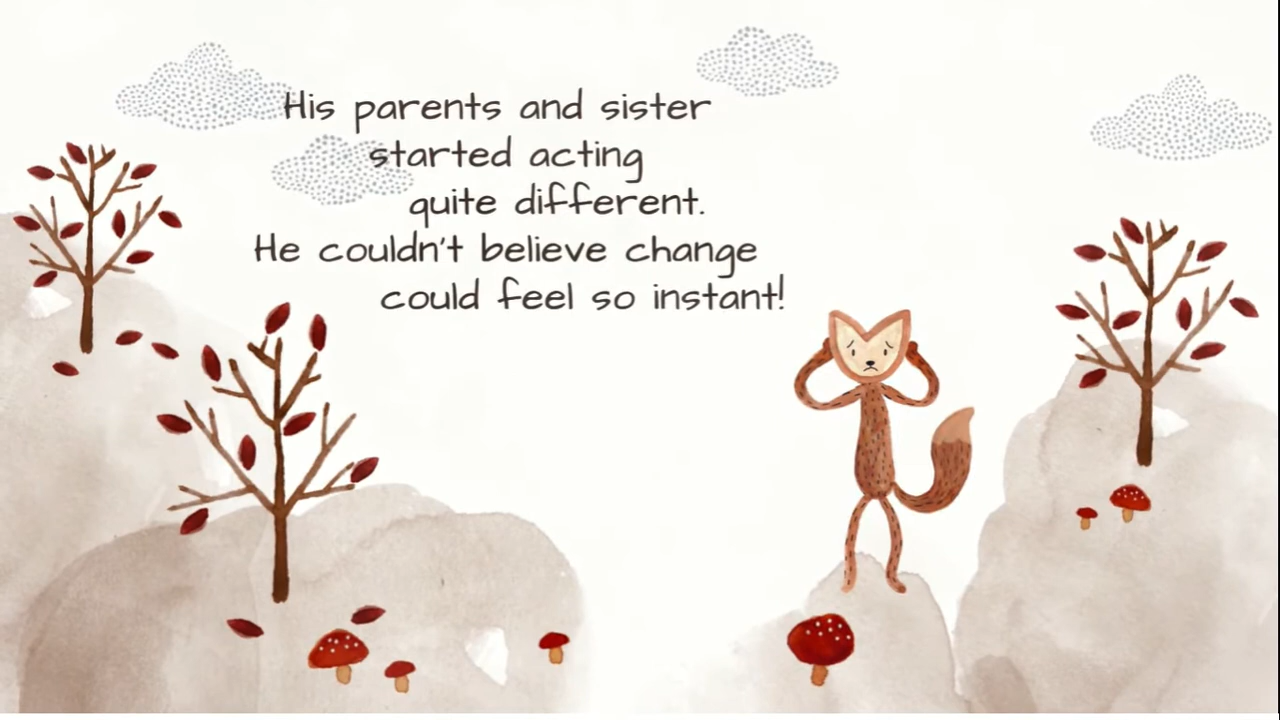 His parents and sister
started acting
quite different.
He couldn't believe change
could feel so instant!